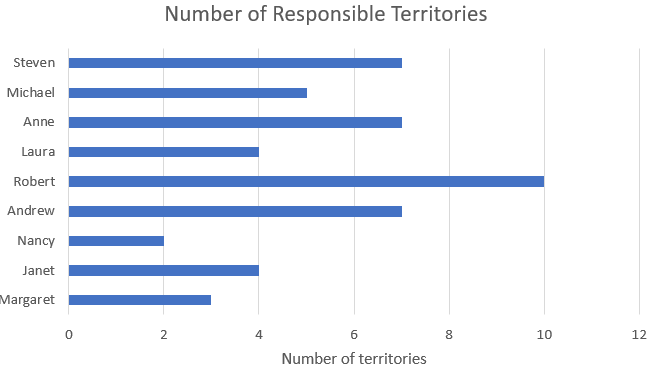 Number of Responsible Territories
Steven
Michael
Anne
Laura
Robert
Andrew
Nancy
Janet
Margaret
0 2 4 6 8 10 12
Number of territories